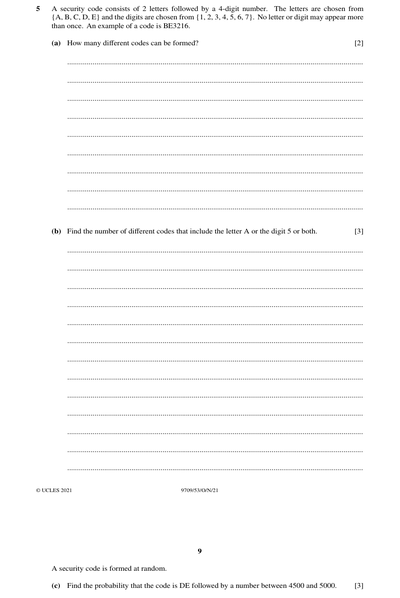 5 A security code consists of 2 letters followed by a 4-digit number. The letters are chosen from
{A, B, C, D, E} and the digits are chosen from {1, 2, 3, 4, 5, 6, 7}. No letter or digit may appear more
than once. An example of a code is BE3216.
(a) How many different codes can be formed? [2]
(b) Find the number of different codes that include the letter A or the digit 5 or both. [3]
© UCLES 2021 9709/53/O/N/21
9
A security code is formed at random.
(c) Find the probability that the code is DE followed by a number between 4500 and 5000. [3]